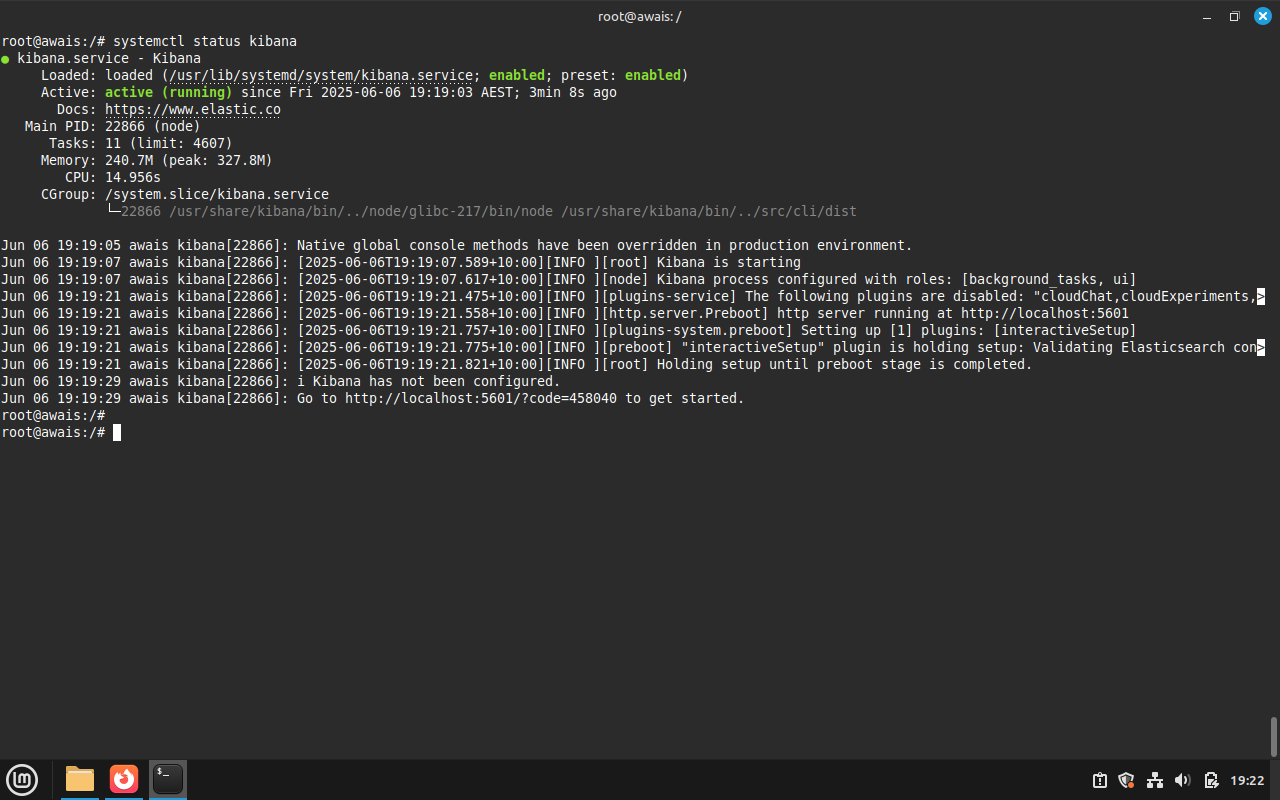 root@awais: /
root@awais:/# systemctl status kibana
● kibana.service - Kibana
     Loaded: loaded (/usr/lib/systemd/system/kibana.service; enabled; preset: enabled)
     Active: active (running) since Fri 2025-06-06 19:19:03 AEST; 3min 8s ago
       Docs: https://www.elastic.co
   Main PID: 22866 (node)
      Tasks: 11 (limit: 4607)
     Memory: 240.7M (peak: 327.8M)
        CPU: 14.956s
     CGroup: /system.slice/kibana.service
             └─22866 /usr/share/kibana/bin/../node/glibc-217/bin/node /usr/share/kibana/bin/../src/cli/dist
Jun 06 19:19:05 awais kibana[22866]: Native global console methods have been overridden in production environment.
Jun 06 19:19:07 awais kibana[22866]: [2025-06-06T19:19:07.589+10:00][INFO ][root] Kibana is starting
Jun 06 19:19:07 awais kibana[22866]: [2025-06-06T19:19:07.617+10:00][INFO ][node] Kibana process configured with roles: [background_tasks, ui]
Jun 06 19:19:21 awais kibana[22866]: [2025-06-06T19:19:21.475+10:00][INFO ][plugins-service] The following plugins are disabled: "cloudChat,cloudExperiments,>
Jun 06 19:19:21 awais kibana[22866]: [2025-06-06T19:19:21.558+10:00][INFO ][http.server.Preboot] http server running at http://localhost:5601
Jun 06 19:19:21 awais kibana[22866]: [2025-06-06T19:19:21.757+10:00][INFO ][plugins-system.preboot] Setting up [1] plugins: [interactiveSetup]
Jun 06 19:19:21 awais kibana[22866]: [2025-06-06T19:19:21.775+10:00][INFO ][preboot] "interactiveSetup" plugin is holding setup: Validating Elasticsearch con>
Jun 06 19:19:21 awais kibana[22866]: [2025-06-06T19:19:21.821+10:00][INFO ][root] Holding setup until preboot stage is completed.
Jun 06 19:19:29 awais kibana[22866]: i Kibana has not been configured.
Jun 06 19:19:29 awais kibana[22866]: Go to http://localhost:5601/?code=458040 to get started.
root@awais:/#
root@awais:/#
19:22